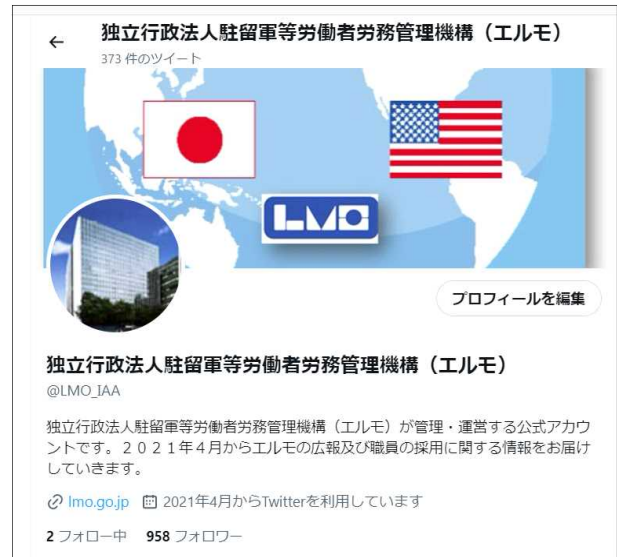 独立行政法人駐留軍等労働者労務管理機構（エルモ）
373 件のツイート
LMO
プロフィールを編集
独立行政法人駐留軍等労働者労務管理機構（エルモ）
@LMO_IAA
独立行政法人駐留軍等労働者労務管理機構（エルモ）が管理・運営する公式アカウ
ントです。２０２１年４月からエルモの広報及び職員の採用に関する情報をお届け
していきます。
lmo.go.jp 2021年4月からTwitterを利用しています
2 フォロー中 958 フォロワー